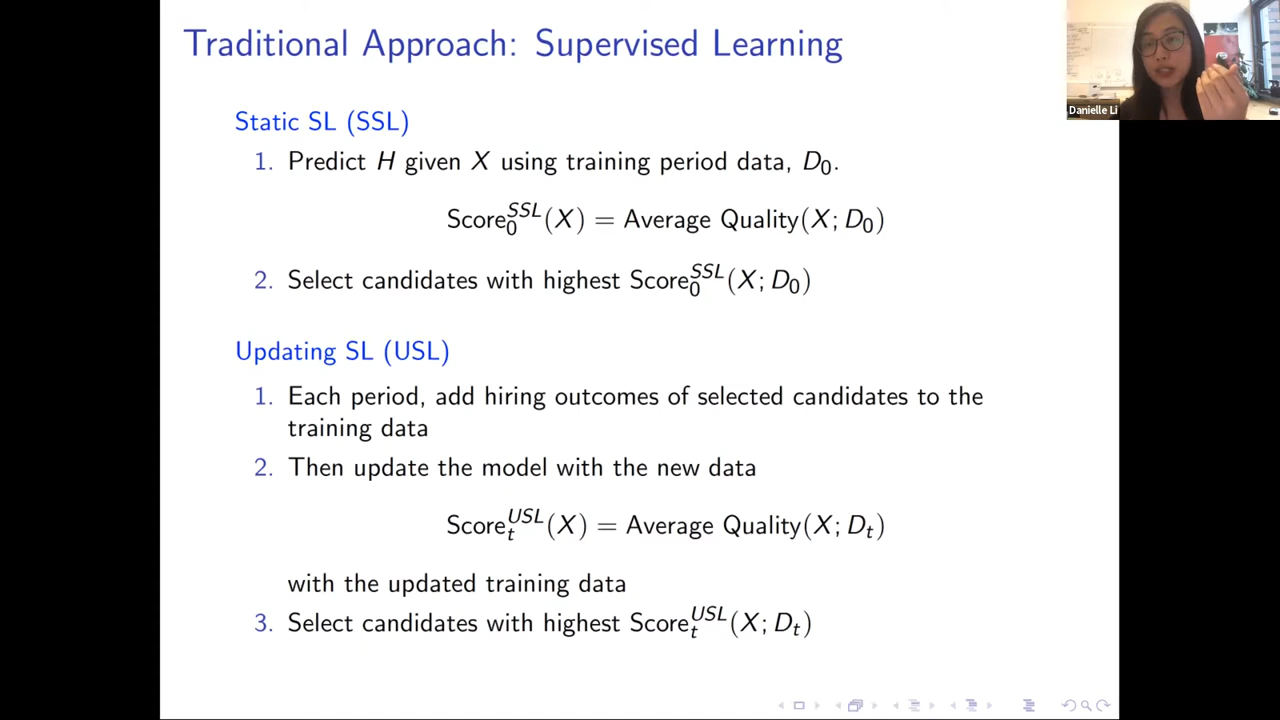 Traditional Approach: Supervised Learning
Danielle Li
Static SL (SSL)
1. Predict H given X using training period data, D₀.
Score₀^SSL(X) = Average Quality(X; D₀)
2. Select candidates with highest Score₀^SSL(X; D₀)
Updating SL (USL)
1. Each period, add hiring outcomes of selected candidates to the
training data
2. Then update the model with the new data
Scoreₜ^USL(X) = Average Quality(X; Dₜ)
with the updated training data
3. Select candidates with highest Scoreₜ^USL(X; Dₜ)